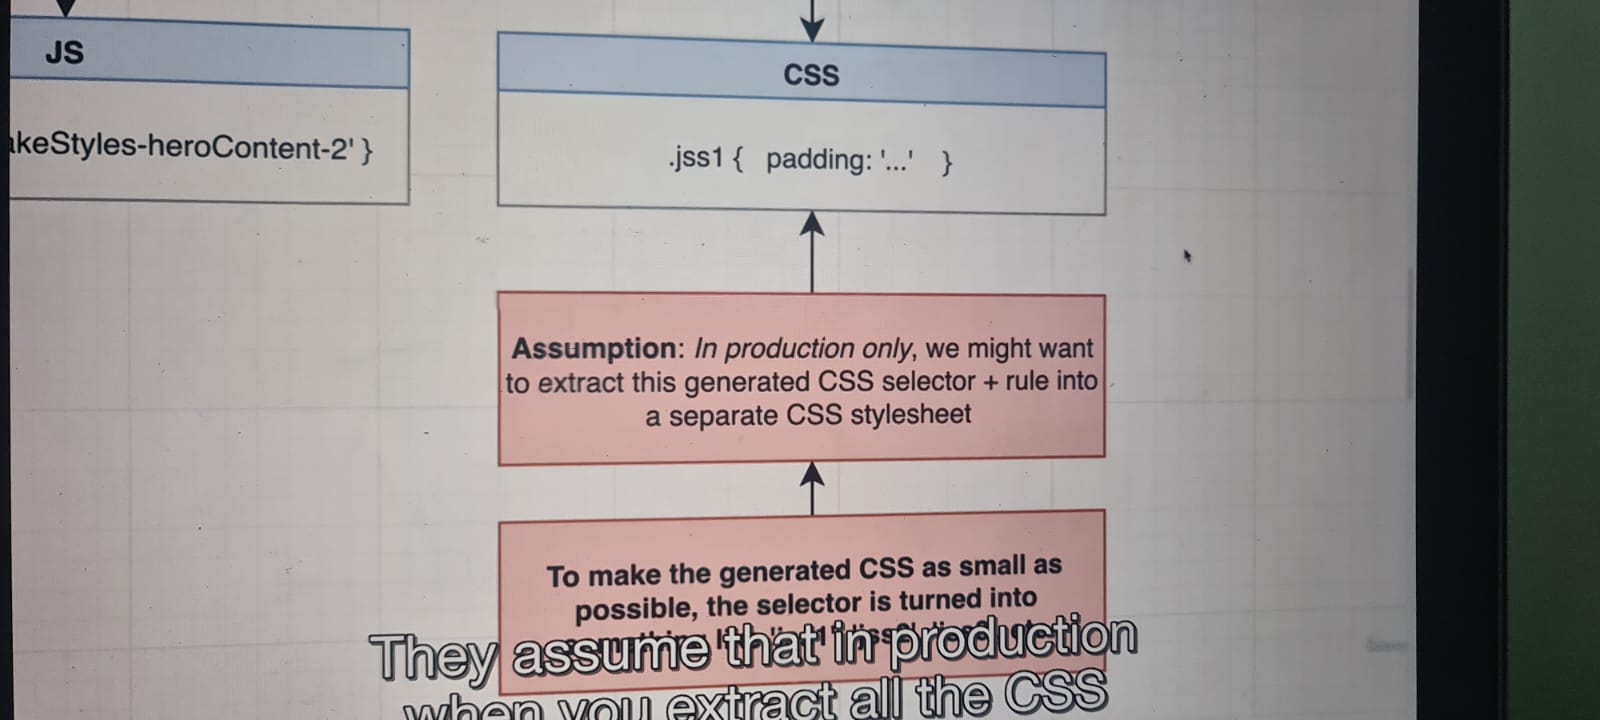 JS
keStyles-heroContent-2' }
CSS
.jss1 { padding: '...' }
Assumption: In production only, we might want
to extract this generated CSS selector + rule into
a separate CSS stylesheet
To make the generated CSS as small as
possible, the selector is turned into
They assume that in production
when you extract all the CSS